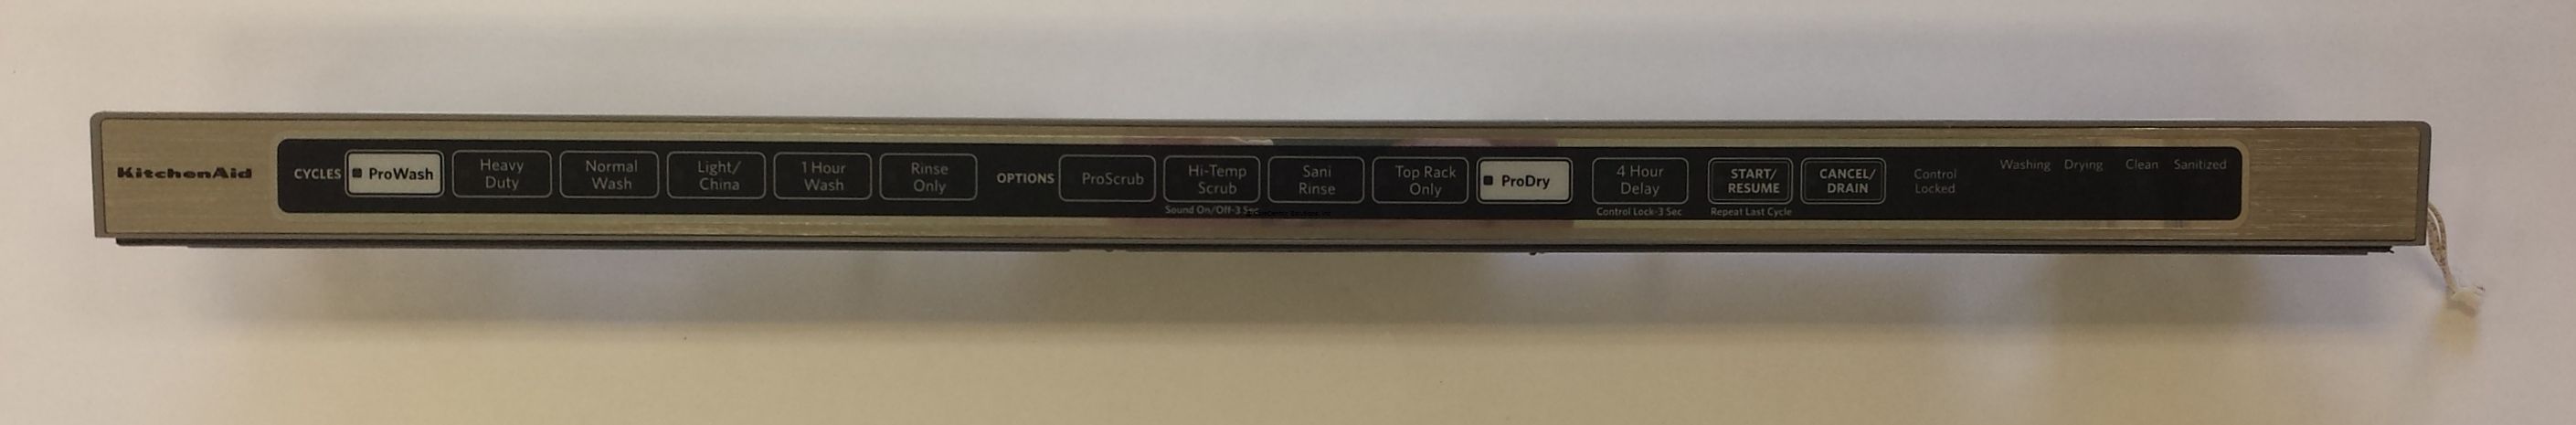 KitchenAid
CYCLES
ProWash
Heavy
Duty
Normal
Wash
Light/
China
1 Hour
Wash
Rinse
Only
OPTIONS
ProScrub
Hi-Temp
Scrub
Sound On/Off-3 Sec
Sani
Rinse
Top Rack
Only
ProDry
4 Hour
Delay
Control Lock-3 Sec
START/
RESUME
Repeat Last Cycle
CANCEL/
DRAIN
Control
Locked
Washing
Drying
Clean
Sanitized